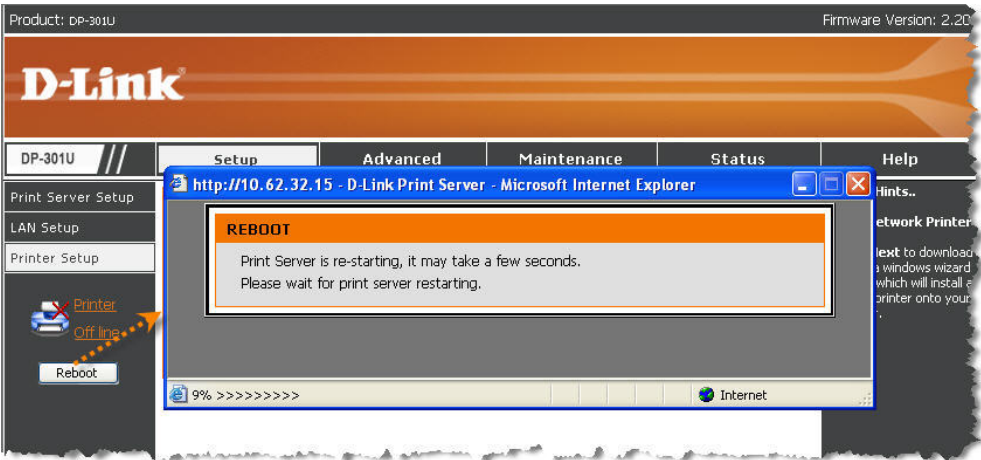 Product: DP-301U
Firmware Version: 2.20
D-Link®
DP-301U
Setup
Advanced
Maintenance
Status
Help
Print Server Setup
LAN Setup
Printer Setup
Printer
Off line
Reboot
http://10.62.32.15 - D-Link Print Server - Microsoft Internet Explorer
REBOOT
Print Server is re-starting, it may take a few seconds.
Please wait for print server restarting.
9% >>>>>>>>>>
Internet
Hints..
etwork Printer
ext to download
a windows wizard
which will install a
printer onto your